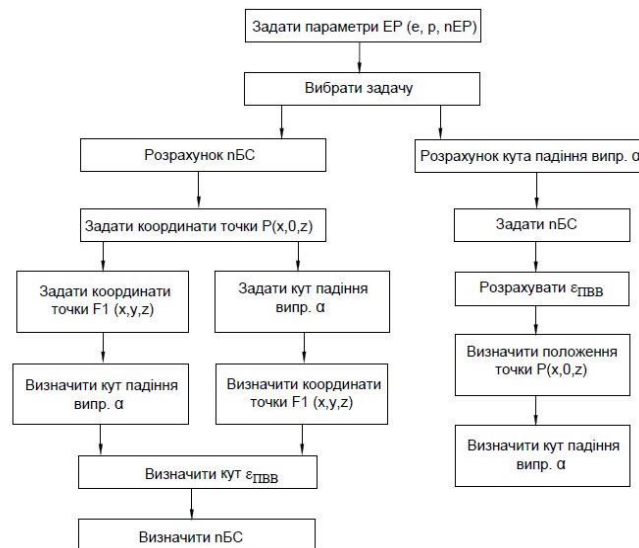 Задати параметри EP (e, p, nEP)
Вибрати задачу
Розрахунок nБС
Розрахунок кута падіння випр. α
Задати координати точки P(x,0,z)
Задати nБС
Задати координати
точки F1 (x,y,z)
Задати кут падіння
випр. α
Розрахувати εПВВ
Визначити кут падіння
випр. α
Визначити координати
точки F1 (x,y,z)
Визначити положення
точки P(x,0,z)
Визначити кут εПВВ
Визначити кут падіння
випр. α
Визначити nБС